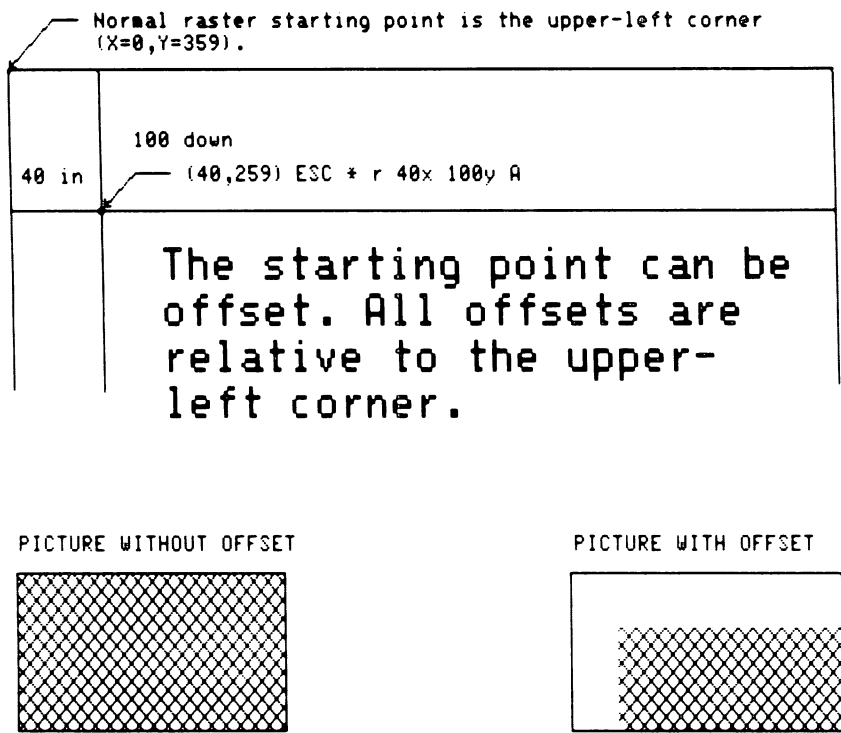 Normal raster starting point is the upper-left corner
(X=0,Y=359).
100 down
40 in
(40,259) ESC * r 40x 100y A
The starting point can be
offset. All offsets are
relative to the upper-
left corner.
PICTURE WITHOUT OFFSET
PICTURE WITH OFFSET